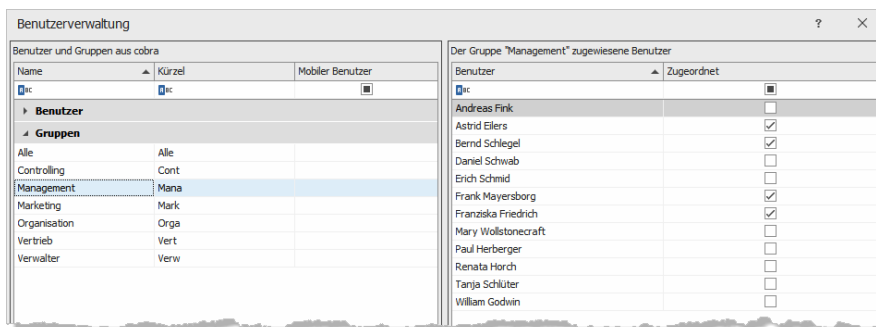 Benutzerverwaltung ? ×
Benutzer und Gruppen aus cobra
Name Kürzel Mobiler Benutzer
ABC ABC
Benutzer
Gruppen
Alle Alle
Controlling Cont
Management Mana
Marketing Mark
Organisation Orga
Vertrieb Vert
Verwalter Verw
Der Gruppe "Management" zugewiesene Benutzer
Benutzer Zugeordnet
ABC
Andreas Fink
Astrid Eilers
Bernd Schlegel
Daniel Schwab
Erich Schmid
Frank Mayersborg
Franziska Friedrich
Mary Wollstonecraft
Paul Herberger
Renata Horch
Tanja Schlüter
William Godwin